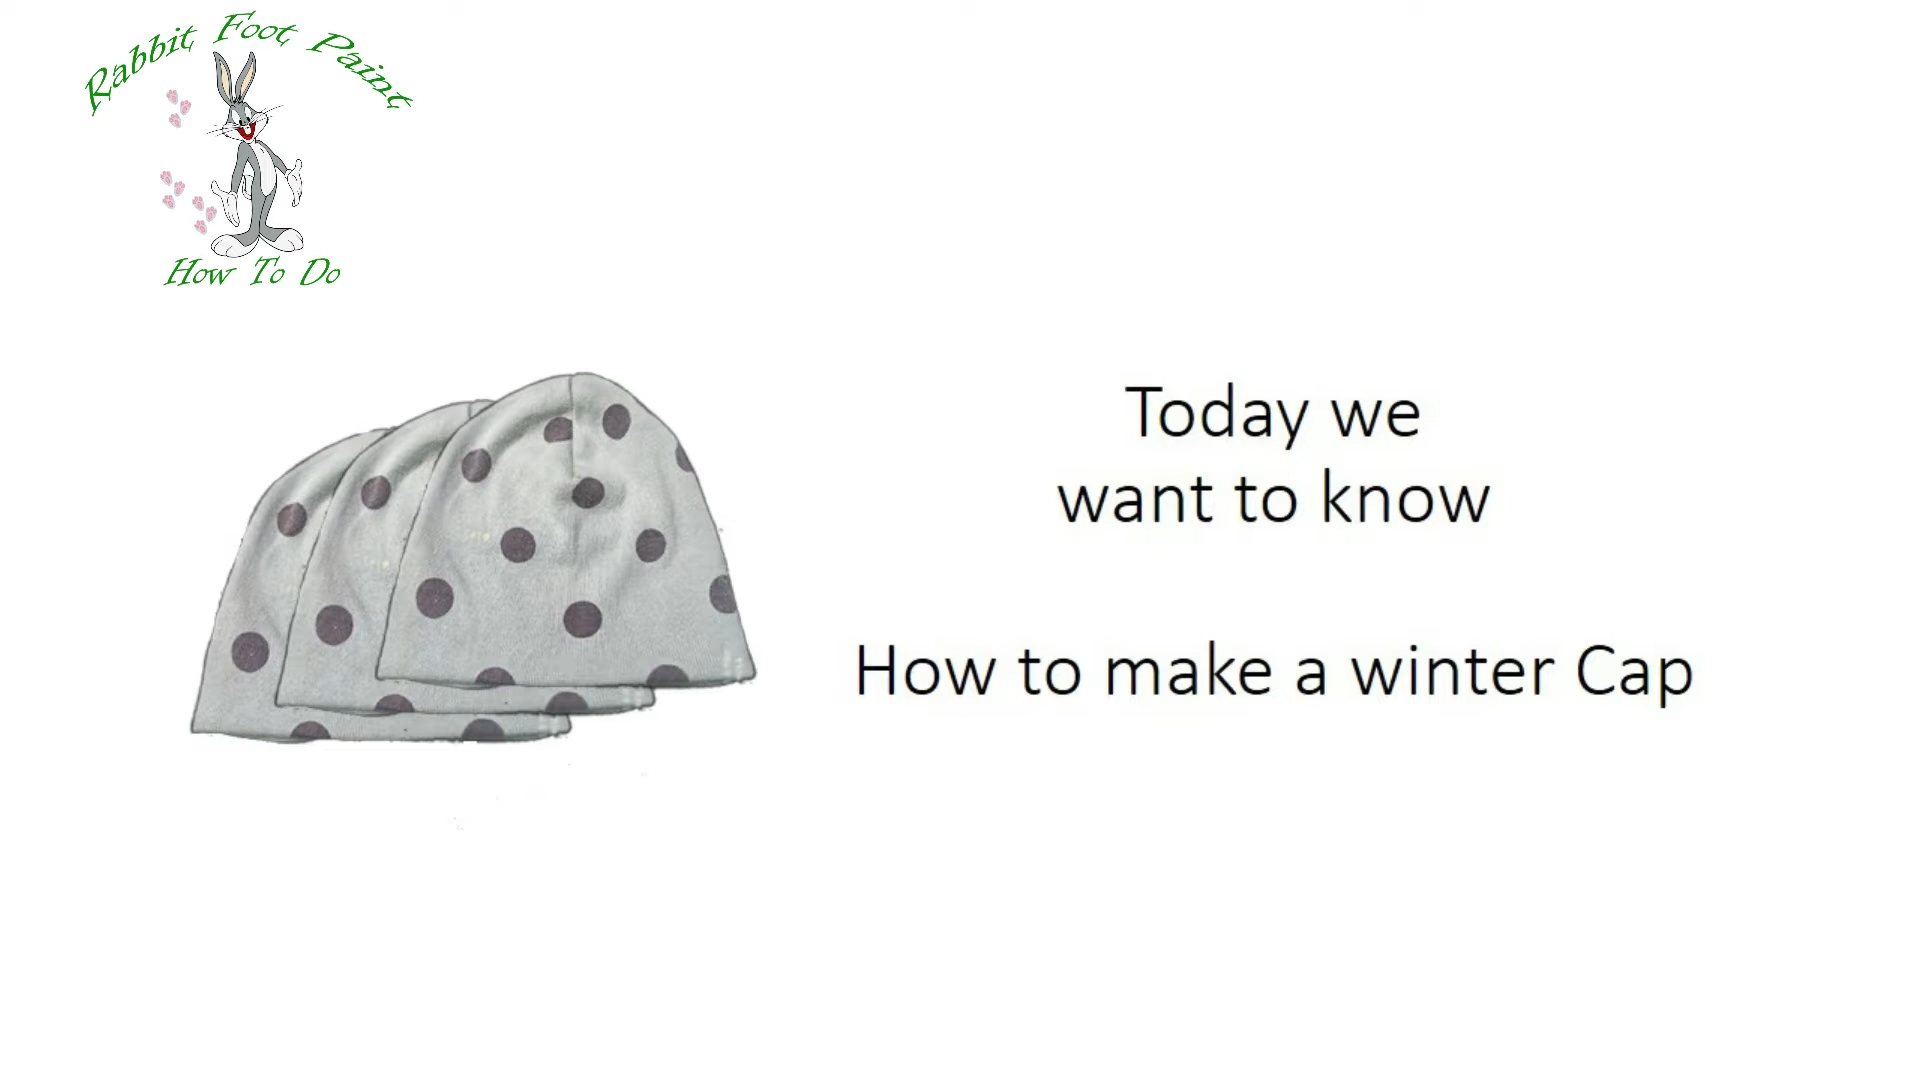 Rabbit Foot Paint
How To Do
Today we
want to know
How to make a winter Cap